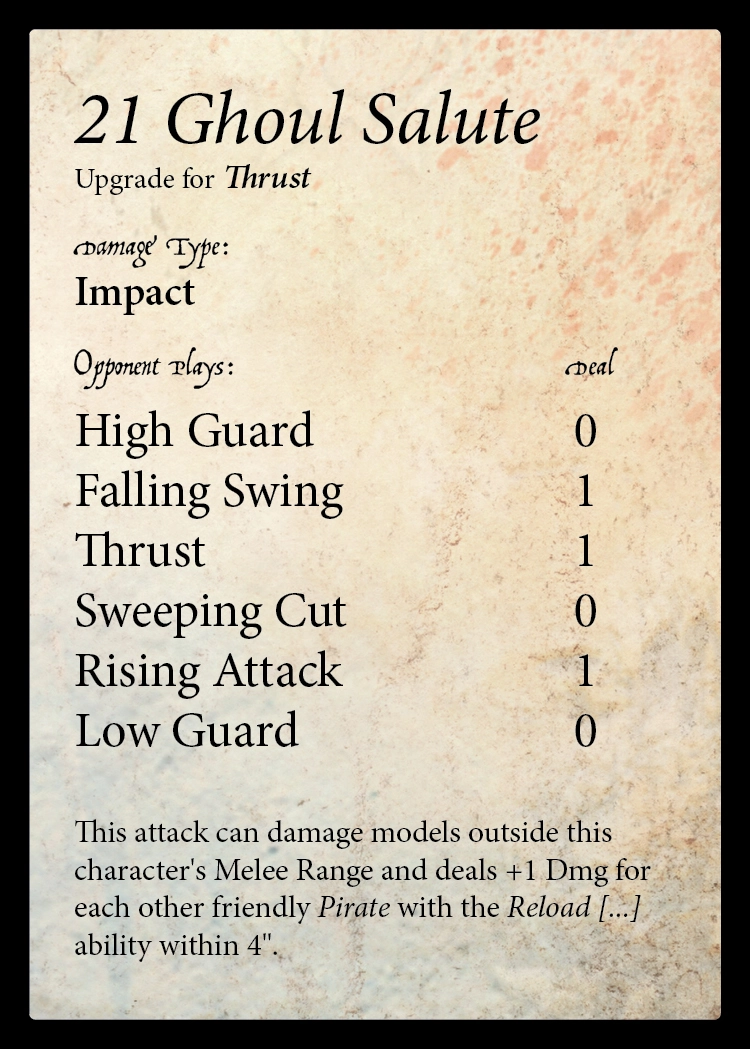 21 Ghoul Salute
Upgrade for Thrust
Damage Type:
Impact
Opponent plays: Deal
High Guard 0
Falling Swing 1
Thrust 1
Sweeping Cut 0
Rising Attack 1
Low Guard 0
This attack can damage models outside this
character's Melee Range and deals +1 Dmg for
each other friendly Pirate with the Reload [...]
ability within 4".